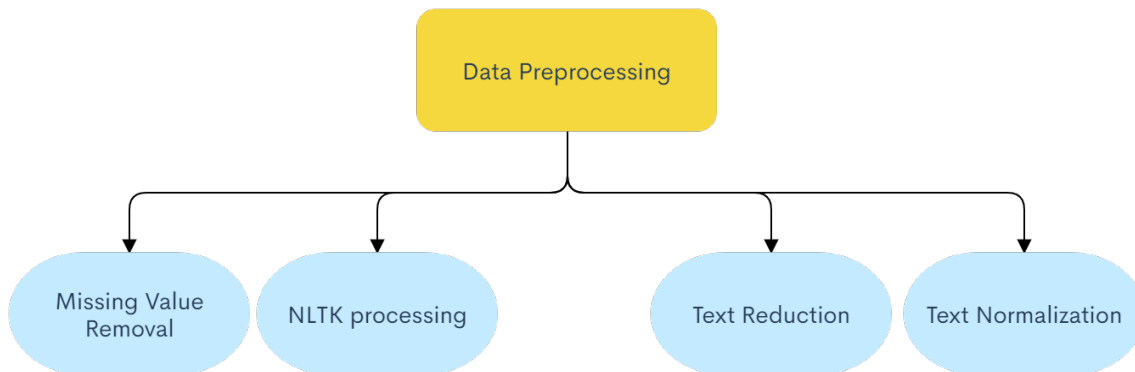 Data Preprocessing
Missing Value
Removal
NLTK processing
Text Reduction
Text Normalization